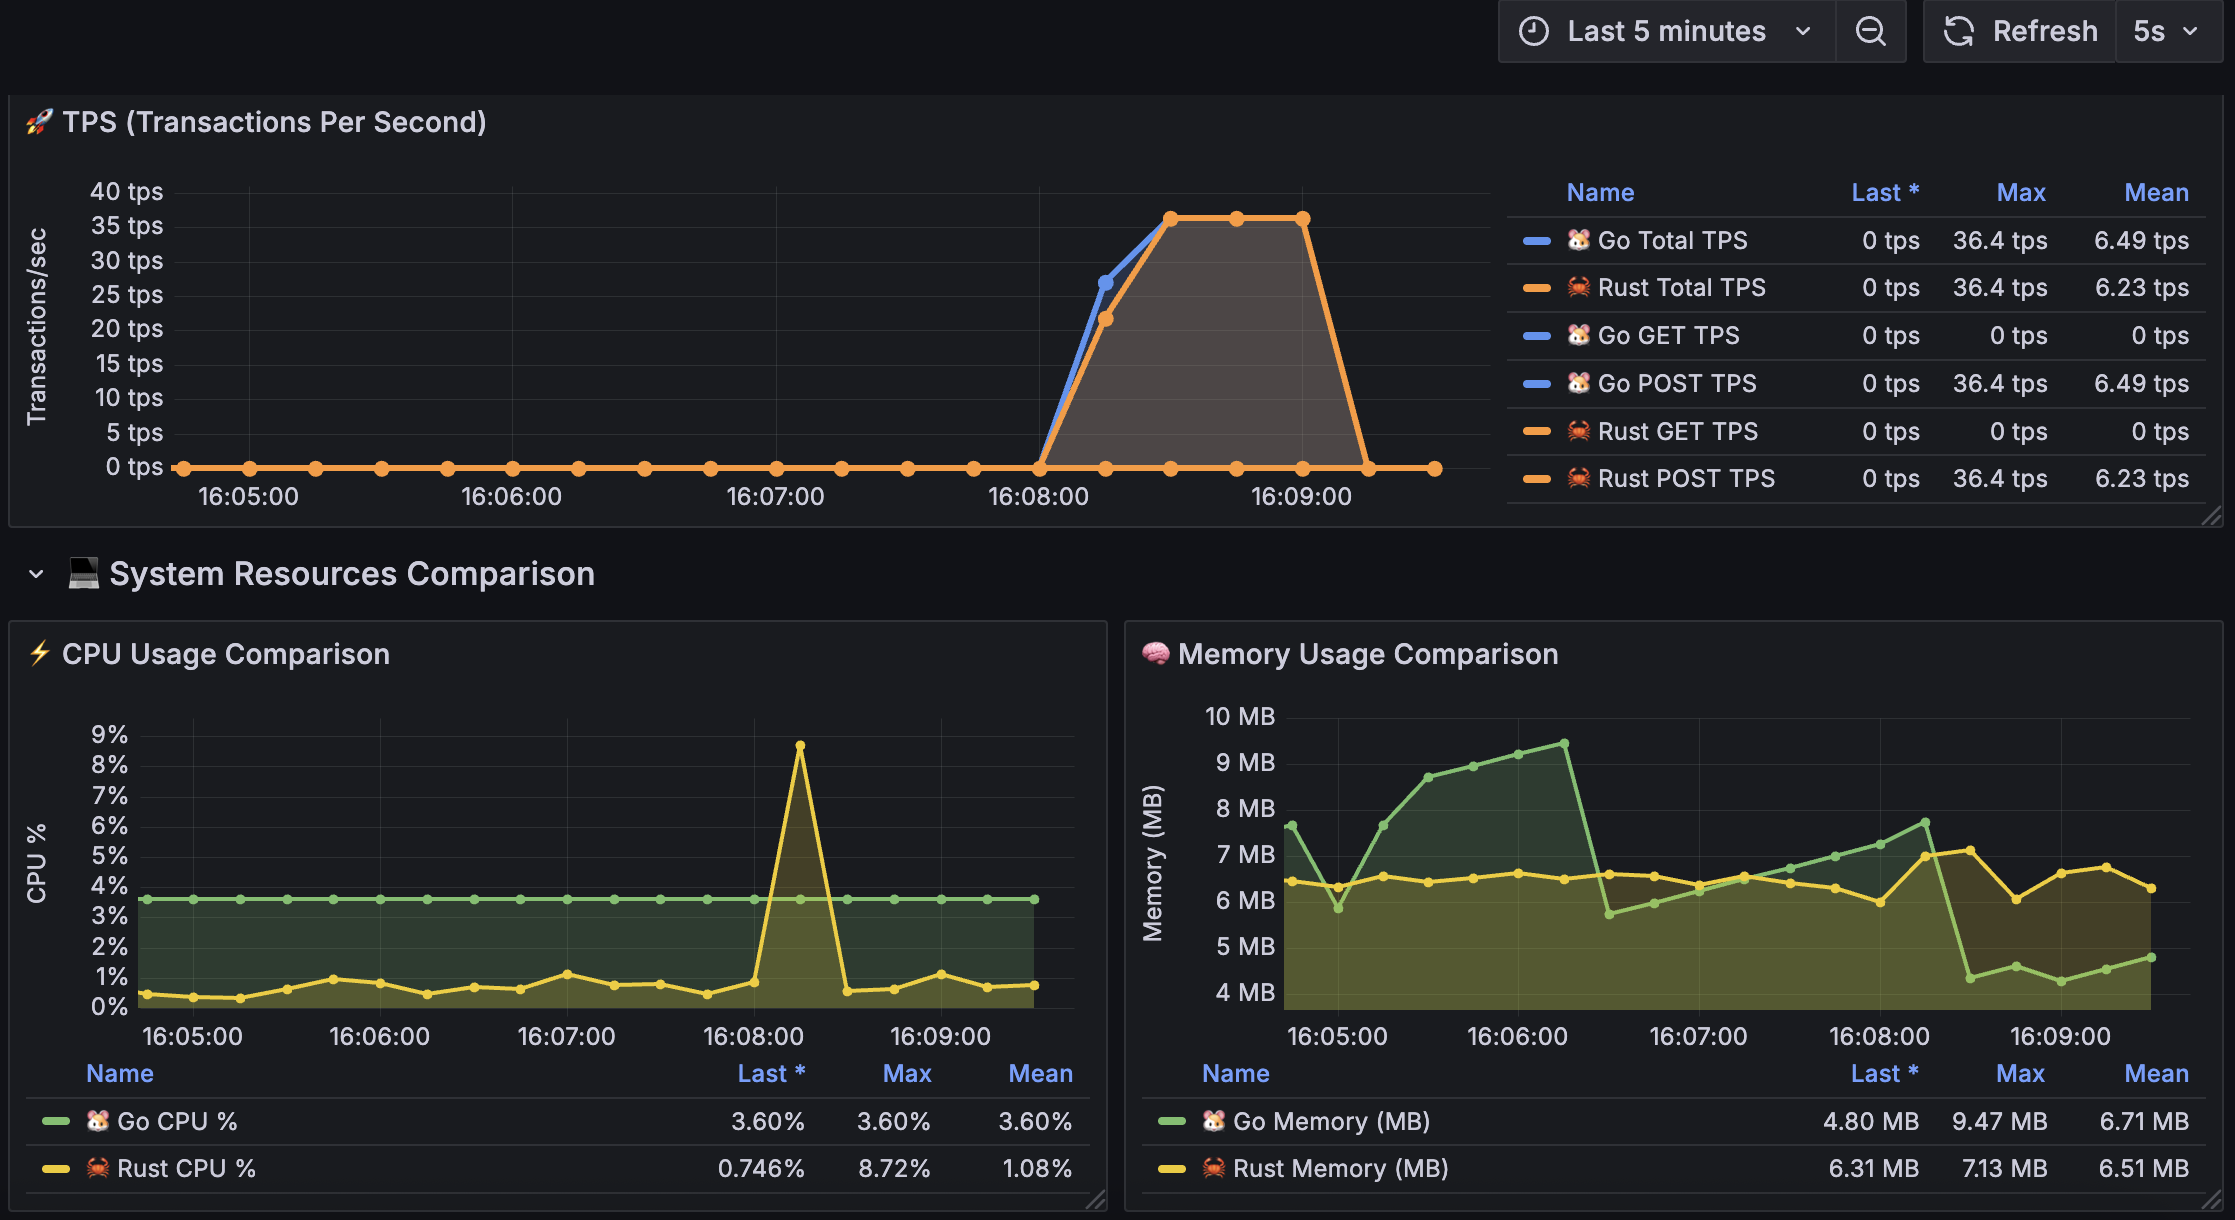 Last 5 minutes Refresh 5s
🚀 TPS (Transactions Per Second)
Transactions/sec
40 tps
35 tps
30 tps
25 tps
20 tps
15 tps
10 tps
5 tps
0 tps
16:05:00 16:06:00 16:07:00 16:08:00 16:09:00
Name Last * Max Mean
🐹 Go Total TPS 0 tps 36.4 tps 6.49 tps
🦀 Rust Total TPS 0 tps 36.4 tps 6.23 tps
🐹 Go GET TPS 0 tps 0 tps 0 tps
🐹 Go POST TPS 0 tps 36.4 tps 6.49 tps
🦀 Rust GET TPS 0 tps 0 tps 0 tps
🦀 Rust POST TPS 0 tps 36.4 tps 6.23 tps
💻 System Resources Comparison
⚡ CPU Usage Comparison
CPU %
9%
8%
7%
6%
5%
4%
3%
2%
1%
0%
16:05:00 16:06:00 16:07:00 16:08:00 16:09:00
Name Last * Max Mean
🐹 Go CPU % 3.60% 3.60% 3.60%
🦀 Rust CPU % 0.746% 8.72% 1.08%
🧠 Memory Usage Comparison
Memory (MB)
10 MB
9 MB
8 MB
7 MB
6 MB
5 MB
4 MB
16:05:00 16:06:00 16:07:00 16:08:00 16:09:00
Name Last * Max Mean
🐹 Go Memory (MB) 4.80 MB 9.47 MB 6.71 MB
🦀 Rust Memory (MB) 6.31 MB 7.13 MB 6.51 MB